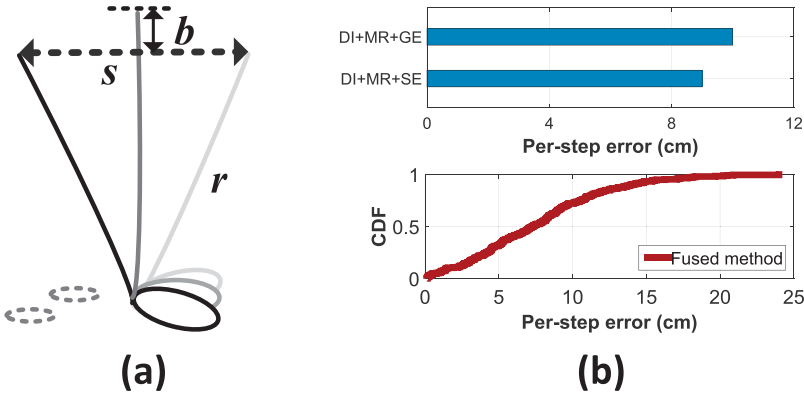 b
s
r
(a)
DI+MR+GE
DI+MR+SE
0 4 8 12
Per-step error (cm)
CDF
1
0.5
0
Fused method
0 5 10 15 20 25
Per-step error (cm)
(b)